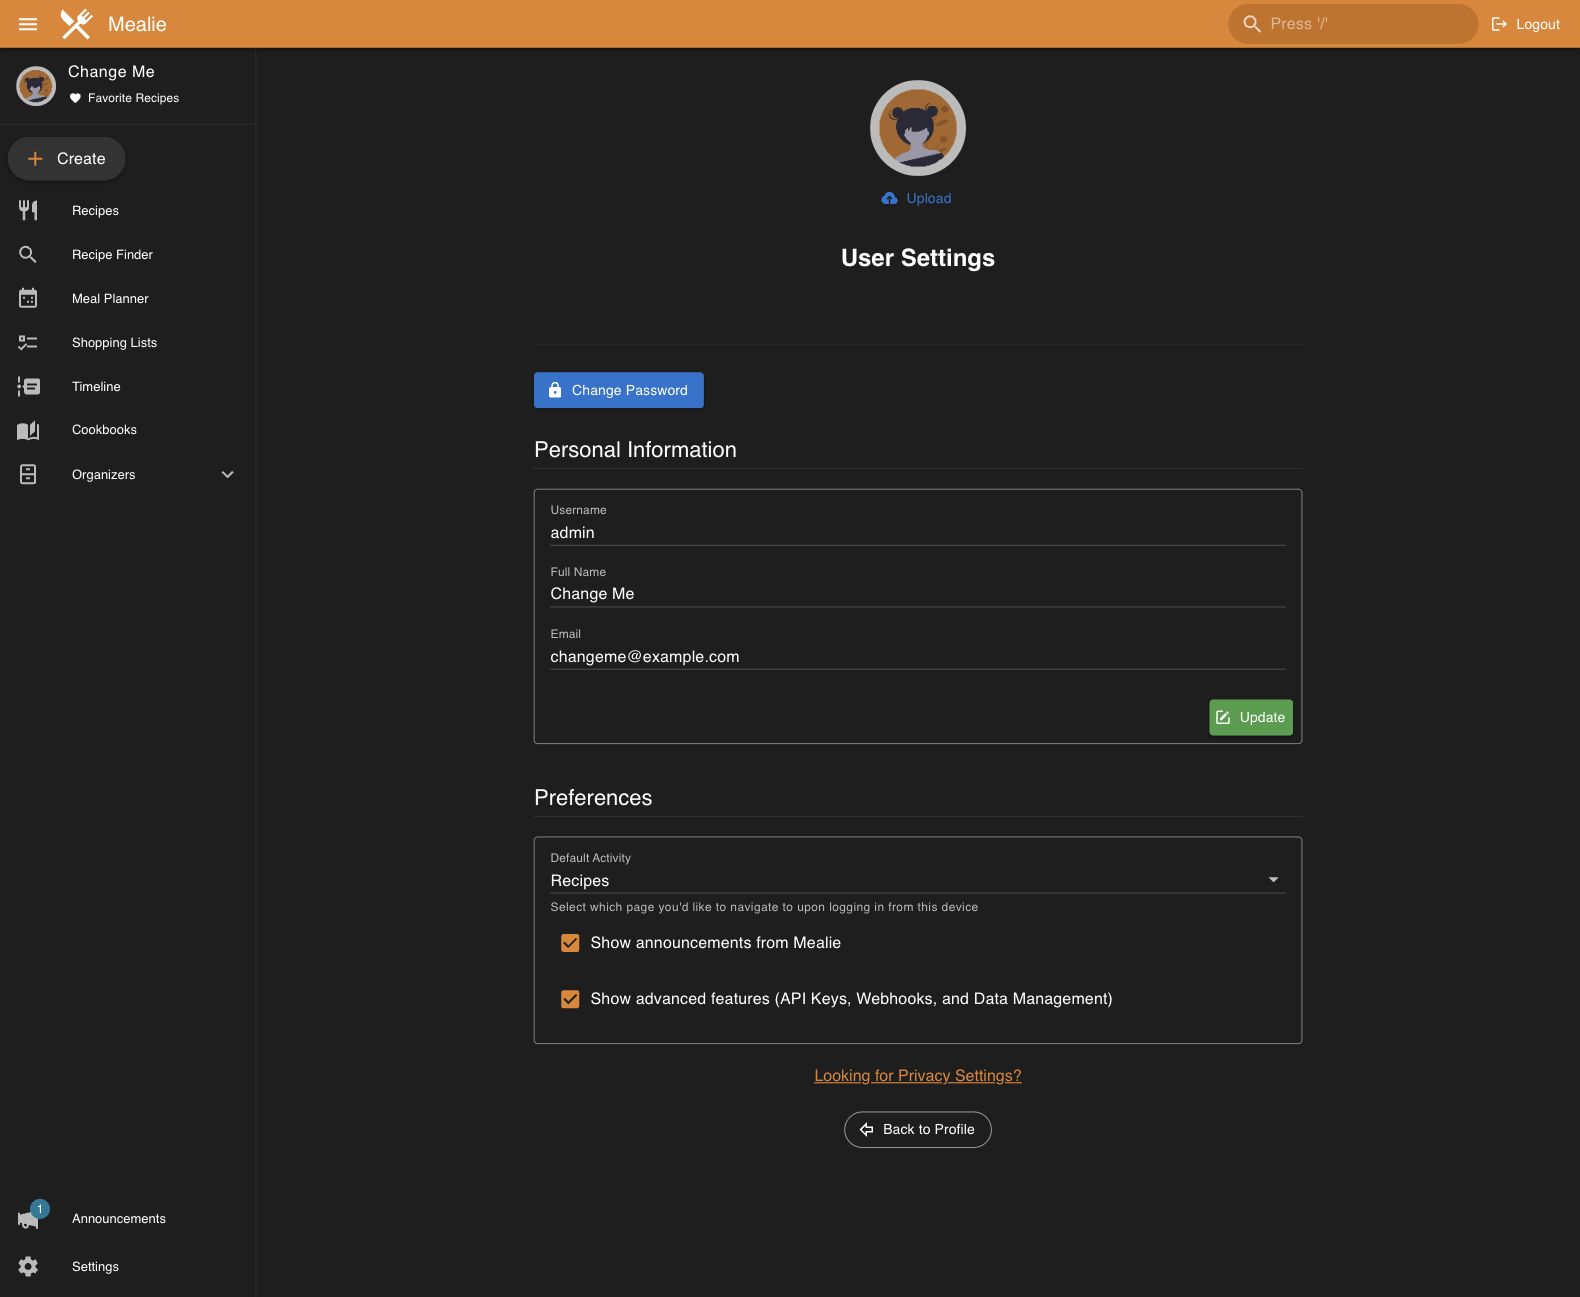 Mealie
Press '/'
Logout
Change Me
Favorite Recipes
Create
Recipes
Recipe Finder
Meal Planner
Shopping Lists
Timeline
Cookbooks
Organizers
Upload
User Settings
Change Password
Personal Information
Username
admin
Full Name
Change Me
Email
changeme@example.com
Update
Preferences
Default Activity
Recipes
Select which page you'd like to navigate to upon logging in from this device
Show announcements from Mealie
Show advanced features (API Keys, Webhooks, and Data Management)
Looking for Privacy Settings?
Back to Profile
1
Announcements
Settings